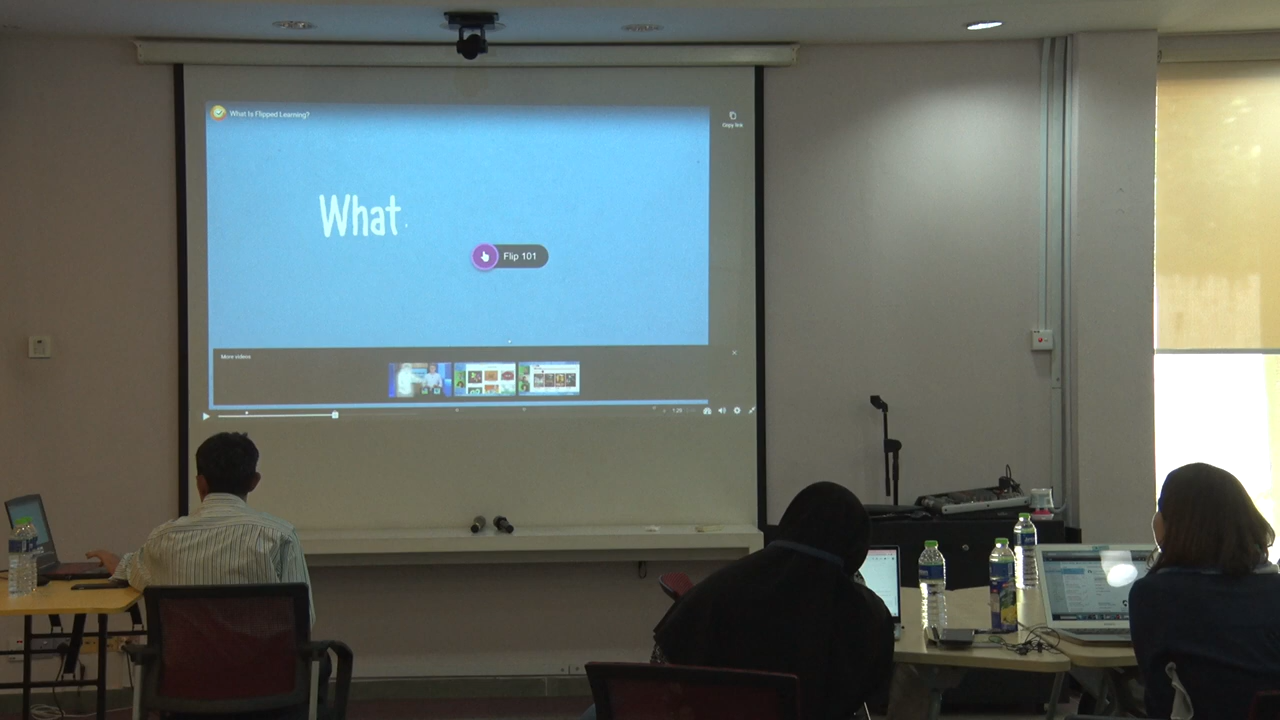 What Is Flipped Learning?
Copy link
What
Flip 101
More videos